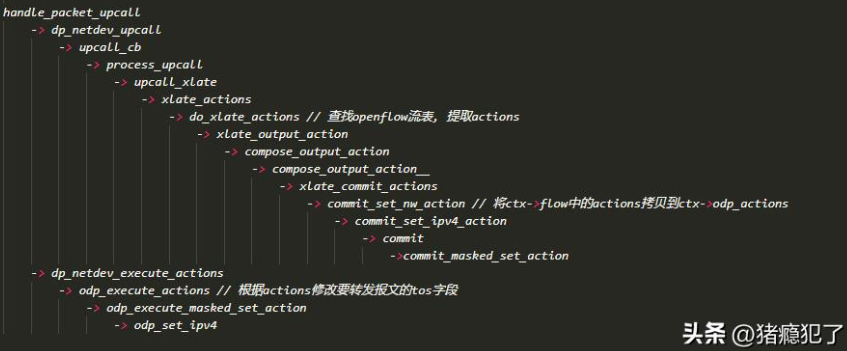 handle_packet_upcall
-> dp_netdev_upcall
-> upcall_cb
-> process_upcall
-> upcall_xlate
-> xlate_actions
-> do_xlate_actions // 查找openflow流表, 提取actions
-> xlate_output_action
-> compose_output_action
-> compose_output_action__
-> xlate_commit_actions
-> commit_set_nw_action // 将ctx->flow中的actions拷贝到ctx->odp_actions
-> commit_set_ipv4_action
-> commit
->commit_masked_set_action
-> dp_netdev_execute_actions
-> odp_execute_actions // 根据actions修改要转发报文的tos字段
-> odp_execute_masked_set_action
-> odp_set_ipv4
头条 @猪瘾犯了